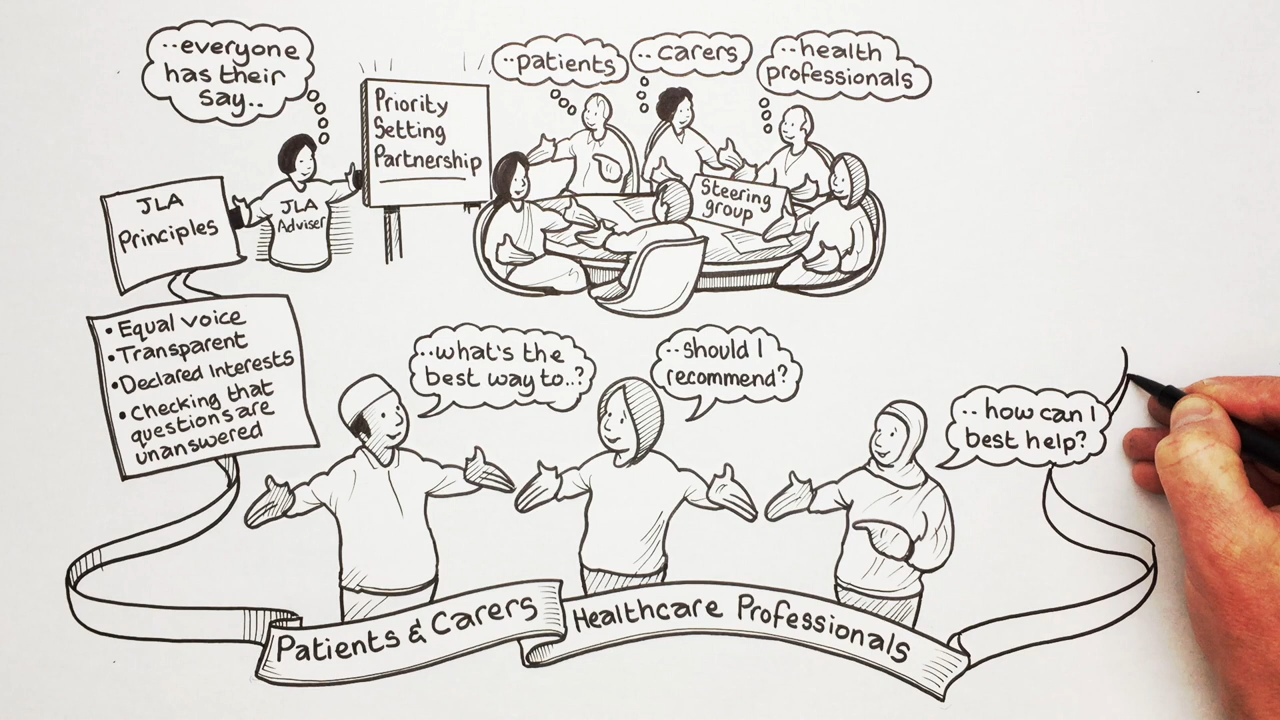 ..everyone
has their
say..
Priority
Setting
Partnership
..patients
.. carers
..health
professionals
JLA
Principles
JLA
Adviser
Steering
group
• Equal voice
• Transparent
• Declared Interests
• Checking that
questions are
unanswered
..what's the
best way to..?
..should I
recommend?
.. how can I
best help?
Patients & Carers
Healthcare Professionals